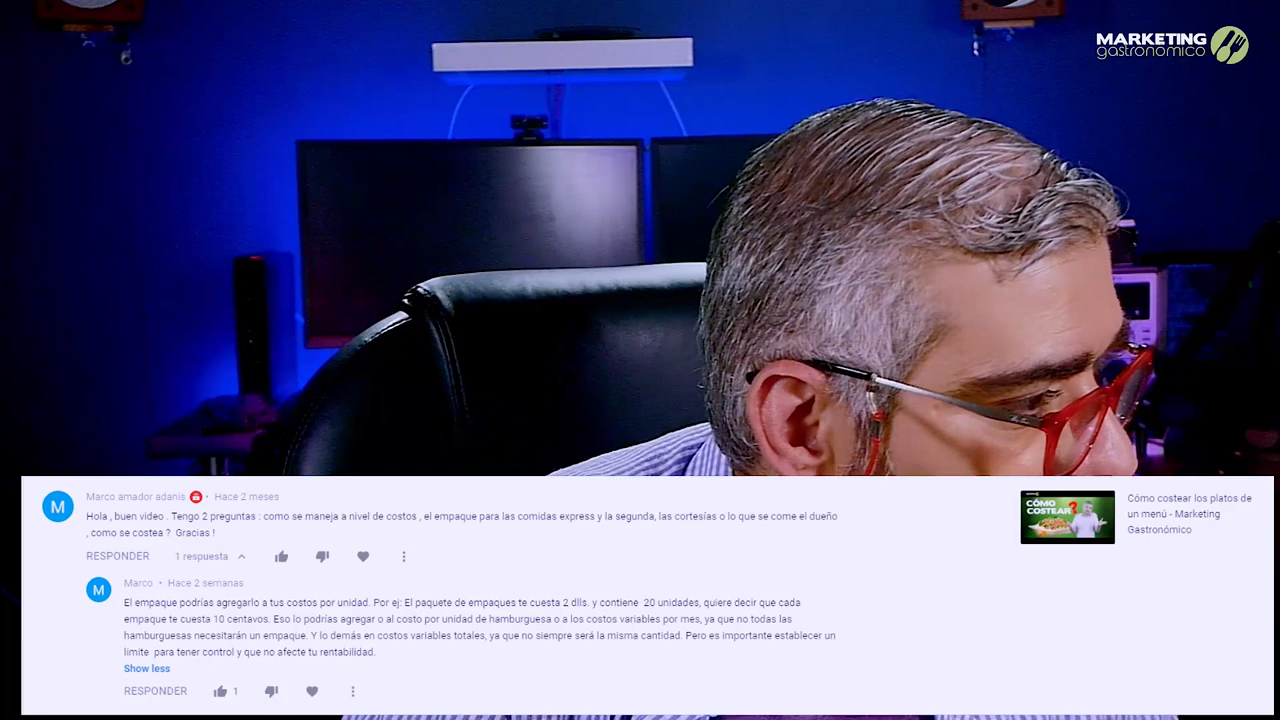 MARKETING
gastronómico
M
Marco amador adanis • Hace 2 meses
Hola , buen video . Tengo 2 preguntas : como se maneja a nivel de costos , el empaque para las comidas express y la segunda, las cortesías o lo que se come el dueño
, como se costea ? Gracias !
RESPONDER 1 respuesta
M
Marco • Hace 2 semanas
El empaque podrías agregarlo a tus costos por unidad. Por ej: El paquete de empaques te cuesta 2 dlls. y contiene 20 unidades, quiere decir que cada
empaque te cuesta 10 centavos. Eso lo podrías agregar o al costo por unidad de hamburguesa o a los costos variables por mes, ya que no todas las
hamburguesas necesitarán un empaque. Y lo demás en costos variables totales, ya que no siempre será la misma cantidad. Pero es importante establecer un
limite para tener control y que no afecte tu rentabilidad.
Show less
RESPONDER 1
CÓMO
COSTEAR?
Cómo costear los platos de
un menú - Marketing
Gastronómico